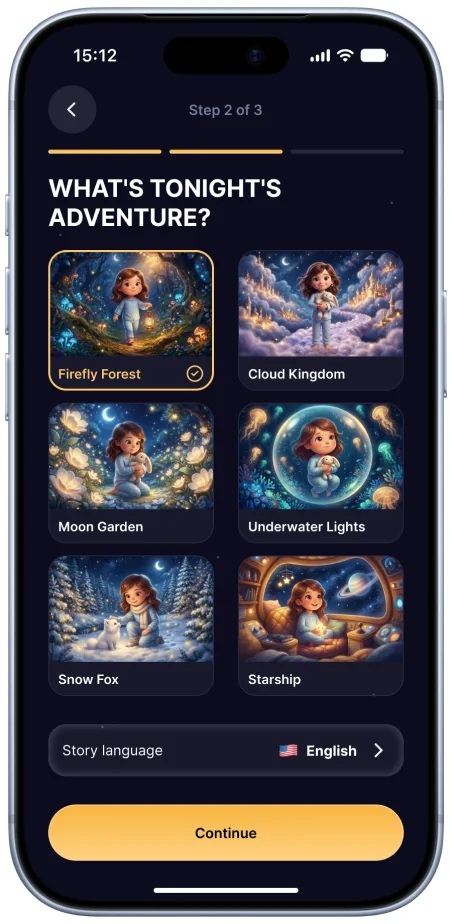 15:12
Step 2 of 3
WHAT'S TONIGHT'S
ADVENTURE?
Firefly Forest
Cloud Kingdom
Moon Garden
Underwater Lights
Snow Fox
Starship
Story language
English
Continue